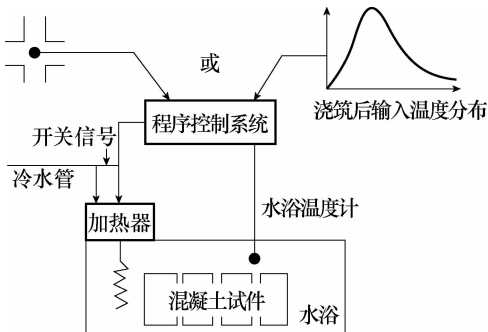 或
浇筑后输入温度分布
程序控制系统
开关信号
冷水管
水浴温度计
加热器
混凝土试件
水浴